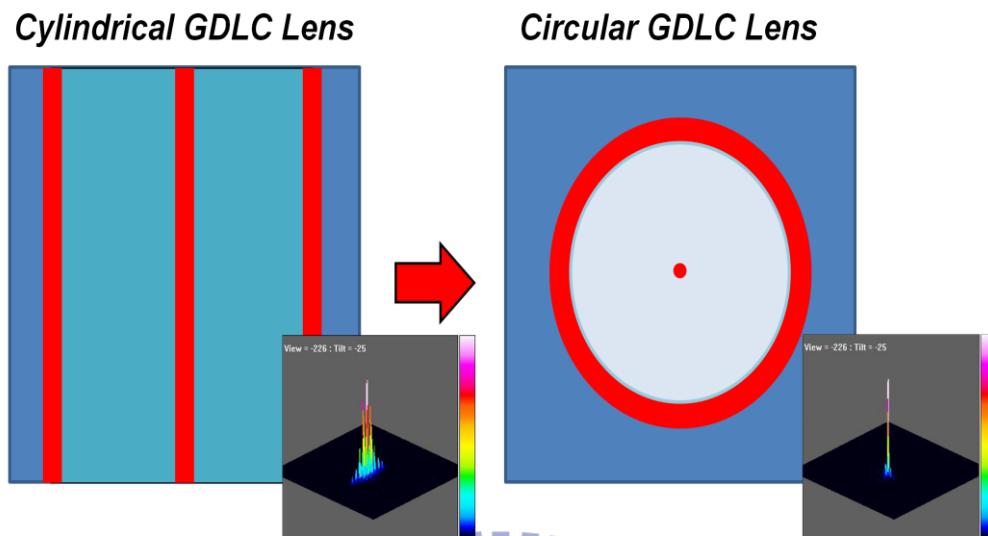 Cylindrical GDLC Lens
Circular GDLC Lens
View = -226 : Tilt = -25
View = -226 : Tilt = -25